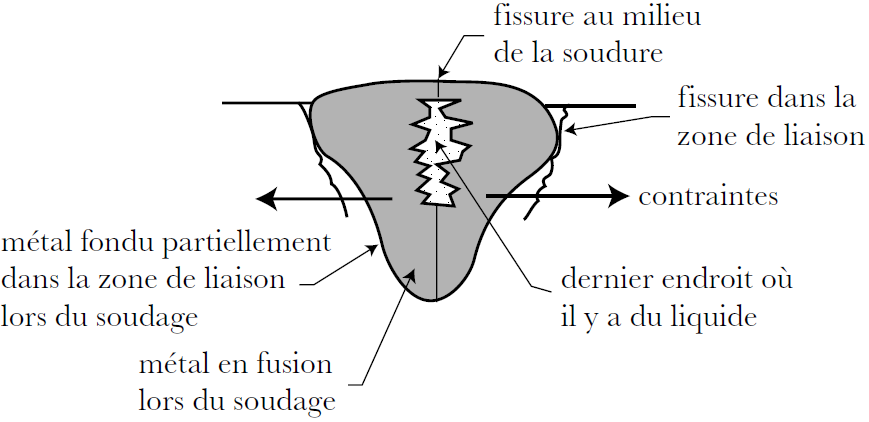 fissure au milieu
de la soudure
fissure dans la
zone de liaison
contraintes
métal fondu partiellement
dans la zone de liaison
lors du soudage
dernier endroit où
il y a du liquide
métal en fusion
lors du soudage